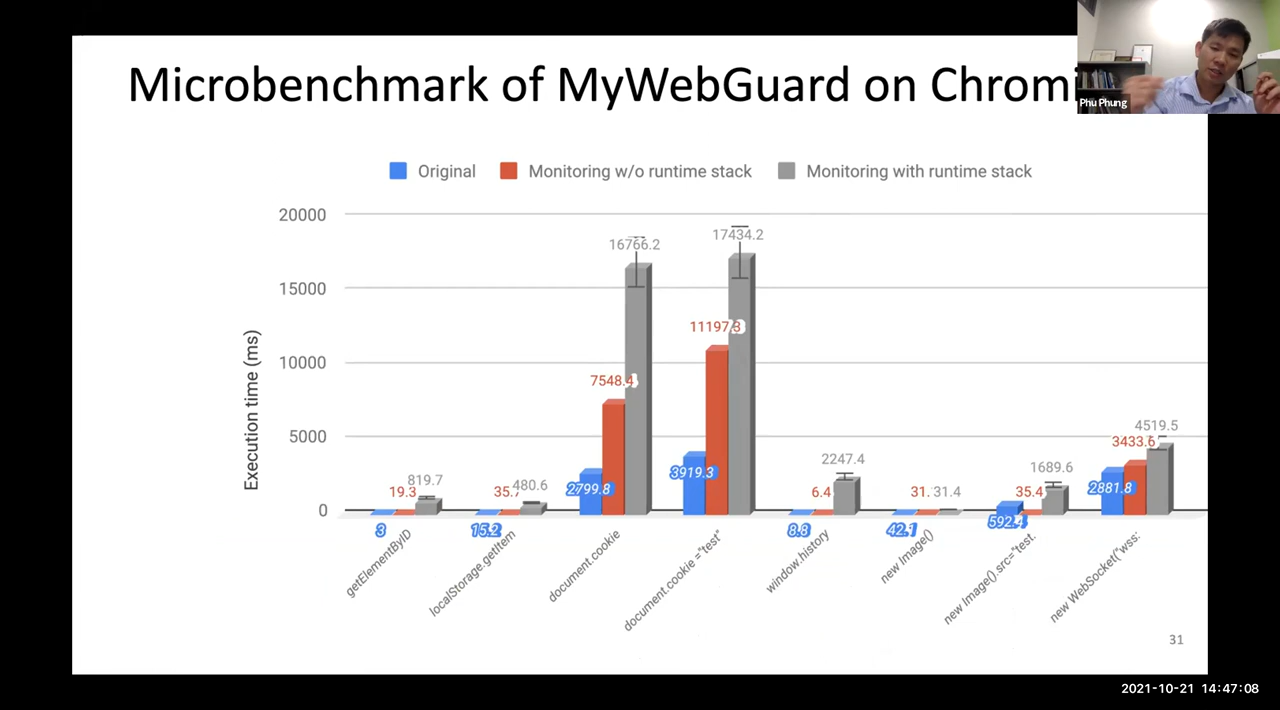 Microbenchmark of MyWebGuard on Chromi
Phu Phung
Original
Monitoring w/o runtime stack
Monitoring with runtime stack
Execution time (ms)
20000
15000
10000
5000
0
3
19.3
819.7
15.2
35.7
480.6
2799.8
7548.4
16766.2
3919.3
11197.3
17434.2
8.8
6.4
2247.4
42.1
31.
31.4
592.4
35.4
1689.6
2881.8
3433.6
4519.5
getElementByID
localStorage.getItem
document.cookie
document.cookie ="test"
window.history
new Image()
new Image().src="test.
new WebSocket("wss:
31
2021-10-21 14:47:08